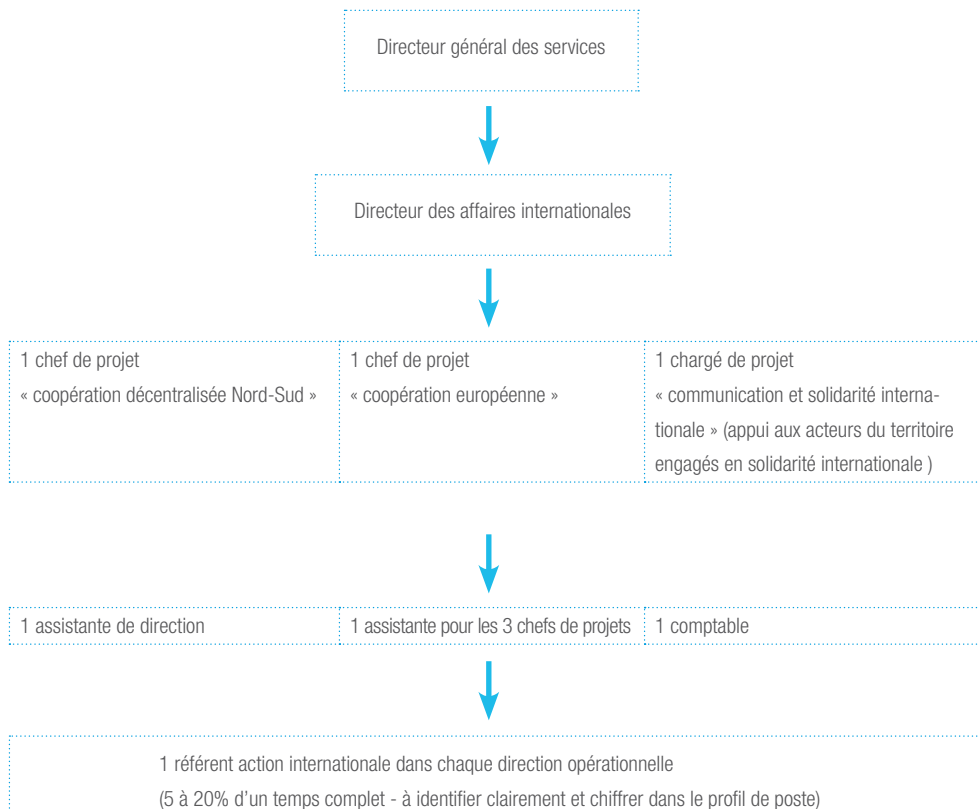 Directeur général des services
Directeur des affaires internationales
1 chef de projet
« coopération décentralisée Nord-Sud »
1 chef de projet
« coopération européenne »
1 chargé de projet
« communication et solidarité interna-
tionale » (appui aux acteurs du territoire
engagés en solidarité internationale )
1 assistante de direction
1 assistante pour les 3 chefs de projets
1 comptable
1 référent action internationale dans chaque direction opérationnelle
(5 à 20% d’un temps complet - à identifier clairement et chiffrer dans le profil de poste)